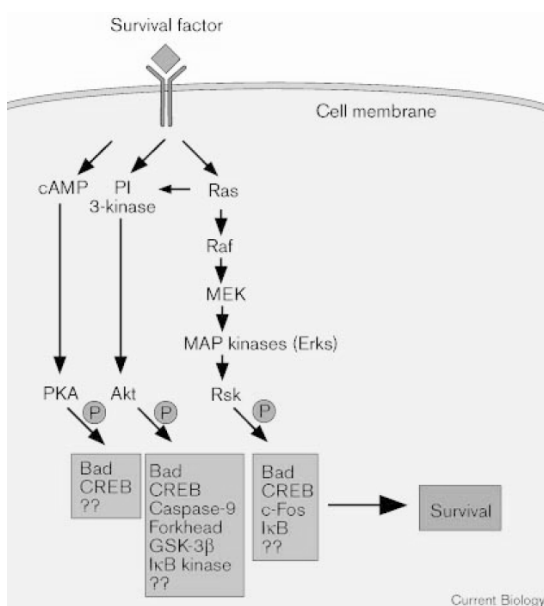 Survival factor
Cell membrane
cAMP PI Ras
3-kinase
Raf
MEK
MAP kinases (Erks)
PKA P Akt P Rsk P
Bad
CREB
??
Bad
CREB
Caspase-9
Forkhead
GSK-3β
IκB kinase
??
Bad
CREB
c-Fos
IκB
??
Survival
Current Biology